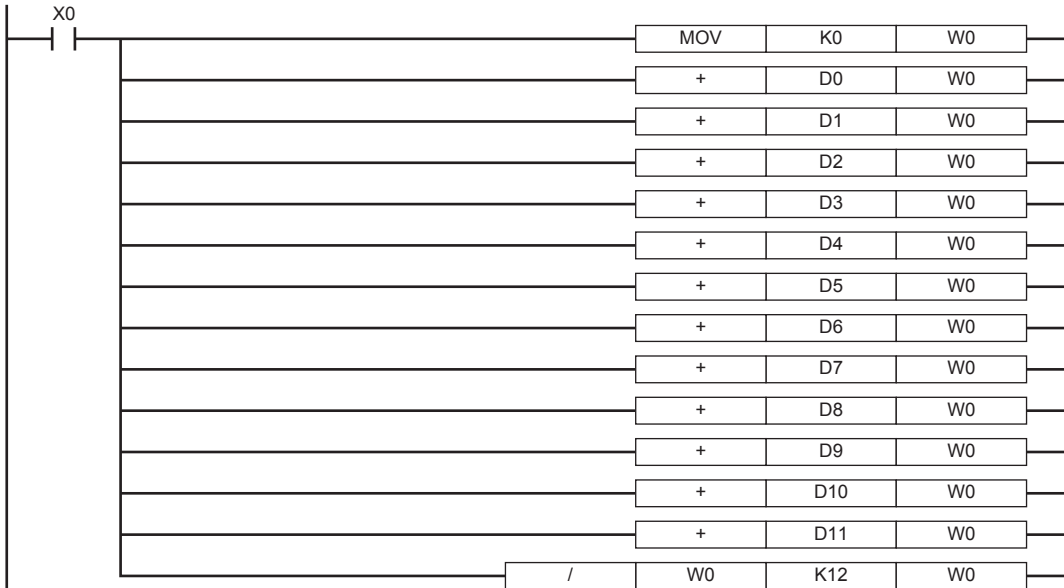 X0
MOV K0 W0
+ D0 W0
+ D1 W0
+ D2 W0
+ D3 W0
+ D4 W0
+ D5 W0
+ D6 W0
+ D7 W0
+ D8 W0
+ D9 W0
+ D10 W0
+ D11 W0
/ W0 K12 W0